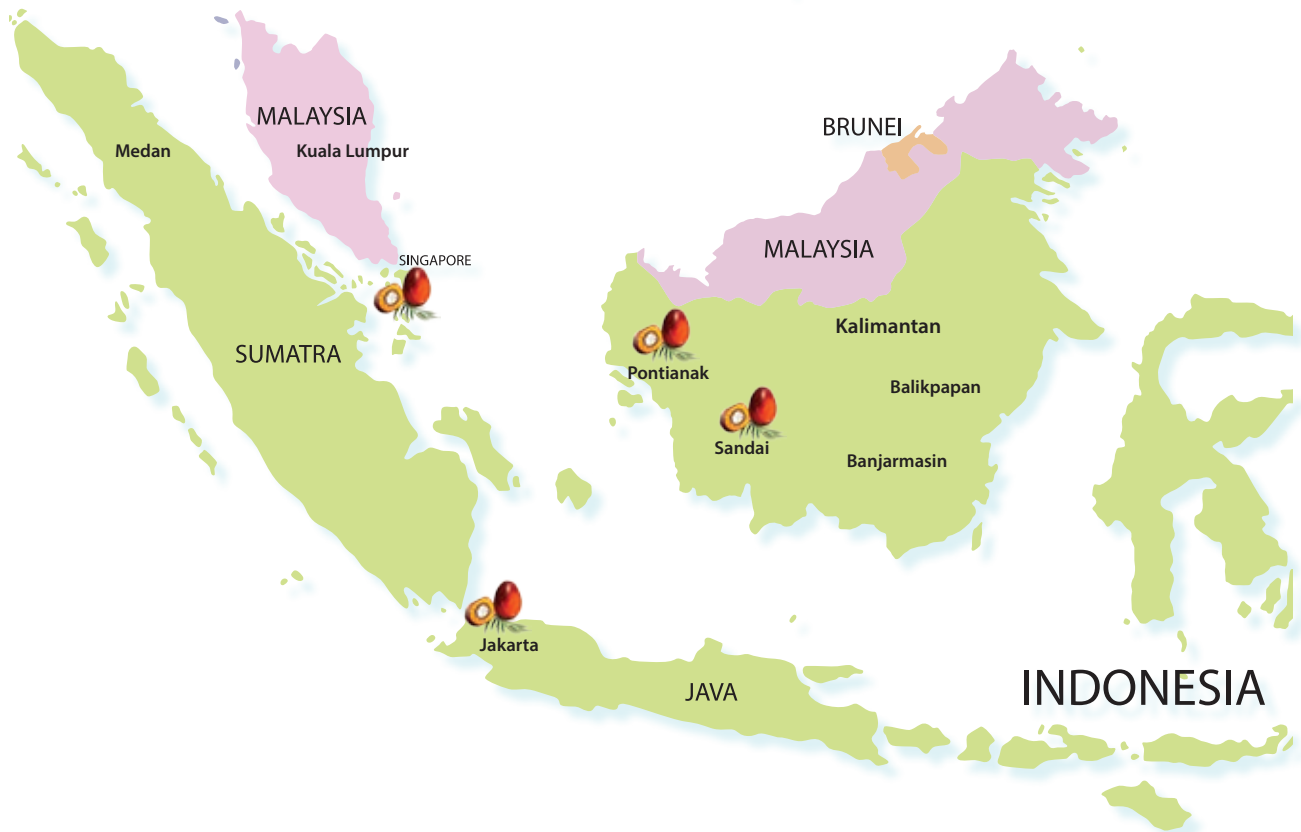 MALAYSIA
BRUNEI
Medan
Kuala Lumpur
MALAYSIA
SINGAPORE
Kalimantan
SUMATRA
Pontianak
Balikpapan
Sandai
Banjarmasin
Jakarta
JAVA
INDONESIA